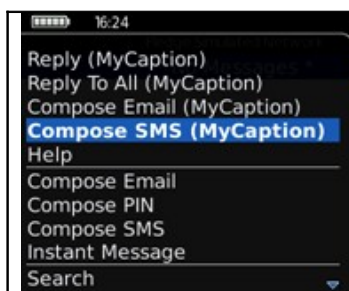 16:24
Reply (MyCaption)
Reply To All (MyCaption)
Compose Email (MyCaption)
Compose SMS (MyCaption)
Help
Compose Email
Compose PIN
Compose SMS
Instant Message
Search